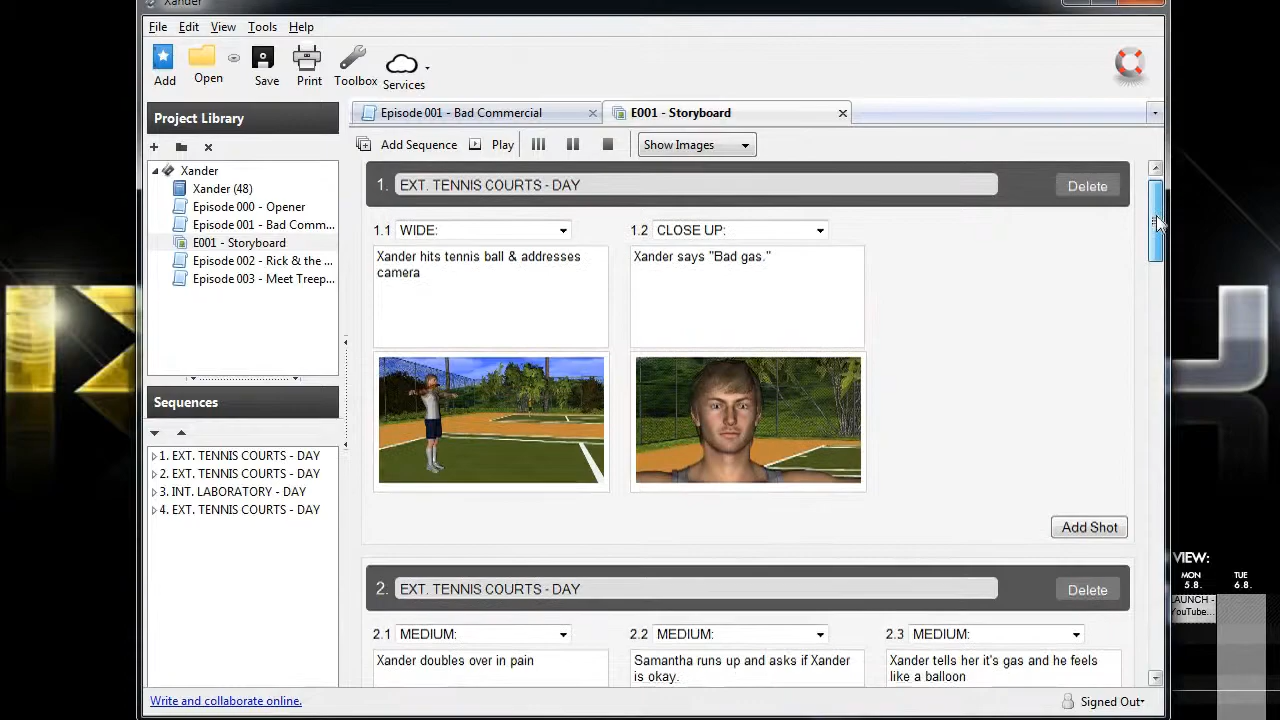 Xander
File Edit View Tools Help
Add Open Save Print Toolbox Services
Project Library
Xander
Xander (48)
Episode 000 - Opener
Episode 001 - Bad Comm...
E001 - Storyboard
Episode 002 - Rick & the ...
Episode 003 - Meet Treep...
Sequences
1. EXT. TENNIS COURTS - DAY
2. EXT. TENNIS COURTS - DAY
3. INT. LABORATORY - DAY
4. EXT. TENNIS COURTS - DAY
Episode 001 - Bad Commercial
E001 - Storyboard
Add Sequence Play Show Images
1. EXT. TENNIS COURTS - DAY Delete
1.1 WIDE:
Xander hits tennis ball & addresses
camera
1.2 CLOSE UP:
Xander says "Bad gas."
Add Shot
2. EXT. TENNIS COURTS - DAY Delete
2.1 MEDIUM:
Xander doubles over in pain
2.2 MEDIUM:
Samantha runs up and asks if Xander
is okay.
2.3 MEDIUM:
Xander tells her it's gas and he feels
like a balloon
Write and collaborate online.
Signed Out
VIEW:
MON TUE
5.8. 6.8.
LAUNCH -
YouTube...